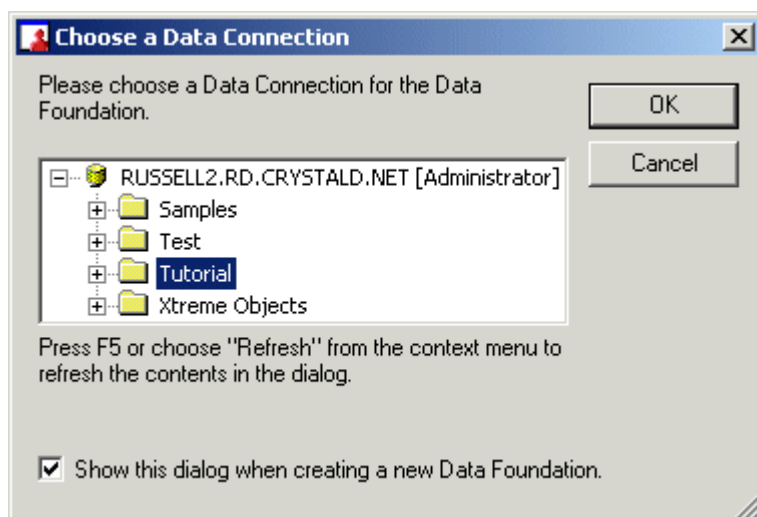 Choose a Data Connection
Please choose a Data Connection for the Data
Foundation.
OK
Cancel
RUSSELL2.RD.CRYSTALD.NET [Administrator]
Samples
Test
Tutorial
Xtreme Objects
Press F5 or choose "Refresh" from the context menu to
refresh the contents in the dialog.
Show this dialog when creating a new Data Foundation.